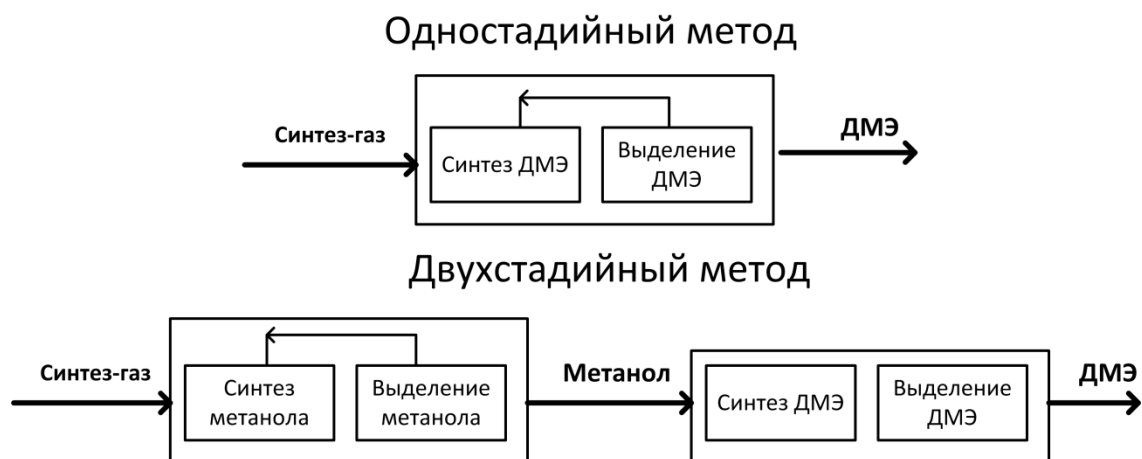 Одностадийный метод
Синтез-газ
Синтез ДМЭ
Выделение
ДМЭ
ДМЭ
Двухстадийный метод
Синтез-газ
Синтез
метанола
Выделение
метанола
Метанол
Синтез ДМЭ
Выделение
ДМЭ
ДМЭ